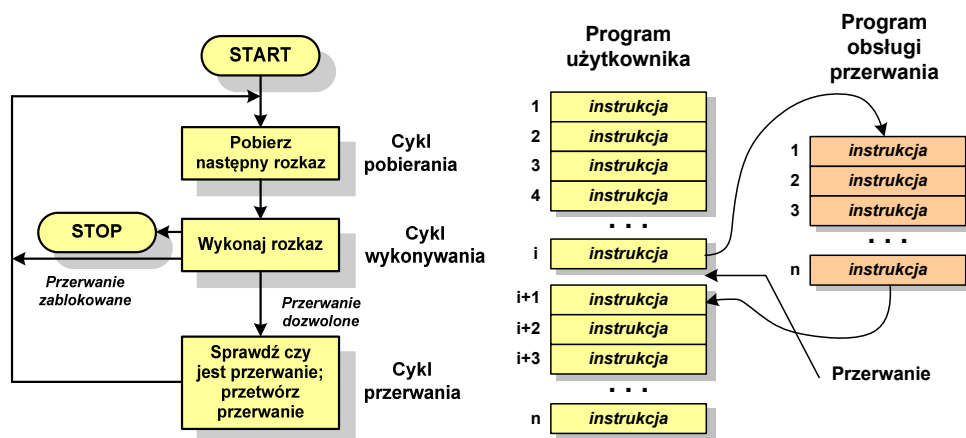 START
Pobierz
następny rozkaz
Cykl
pobierania
STOP
Wykonaj rozkaz
Cykl
wykonywania
Przerwanie
zablokowane
Przerwanie
dozwolone
Sprawdź czy
jest przerwanie;
przetwórz
przerwanie
Cykl
przerwania
Program
użytkownika
1 instrukcja
2 instrukcja
3 instrukcja
4 instrukcja
. . .
i instrukcja
i+1 instrukcja
i+2 instrukcja
i+3 instrukcja
. . .
n instrukcja
Program
obsługi
przerwania
1 instrukcja
2 instrukcja
3 instrukcja
. . .
n instrukcja
Przerwanie